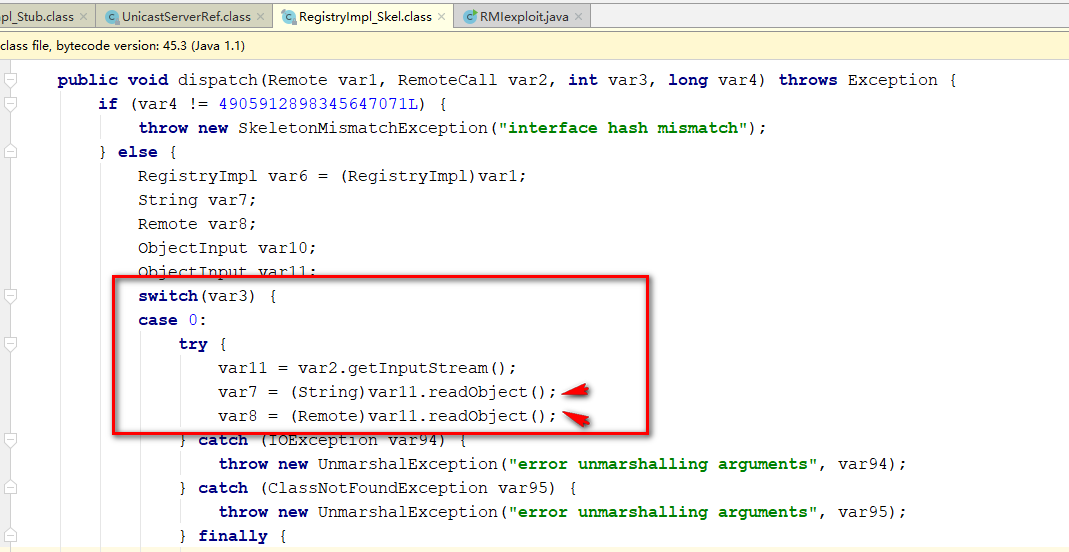 pl_Stub.class UnicastServerRef.class RegistryImpl_Skel.class RMIexploit.java
class file, bytecode version: 45.3 (Java 1.1)
public void dispatch(Remote var1, RemoteCall var2, int var3, long var4) throws Exception {
if (var4 != 4905912898345647071L) {
throw new SkeletonMismatchException("interface hash mismatch");
} else {
RegistryImpl var6 = (RegistryImpl)var1;
String var7;
Remote var8;
ObjectInput var10;
ObjectInput var11;
switch(var3) {
case 0:
try {
var11 = var2.getInputStream();
var7 = (String)var11.readObject();
var8 = (Remote)var11.readObject();
} catch (IOException var94) {
throw new UnmarshalException("error unmarshalling arguments", var94);
} catch (ClassNotFoundException var95) {
throw new UnmarshalException("error unmarshalling arguments", var95);
} finally {